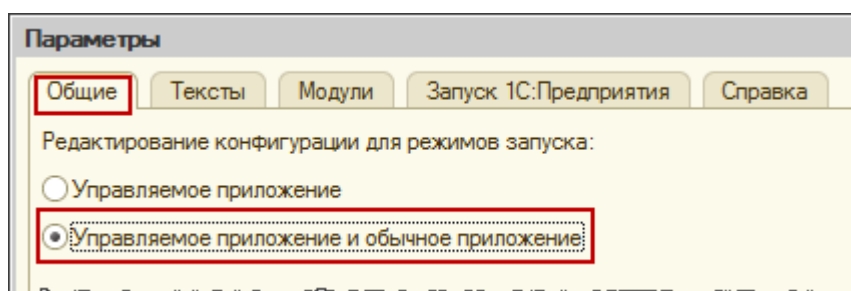 Параметры
Общие Тексты Модули Запуск 1С:Предприятия Справка
Редактирование конфигурации для режимов запуска:
Управляемое приложение
Управляемое приложение и обычное приложение